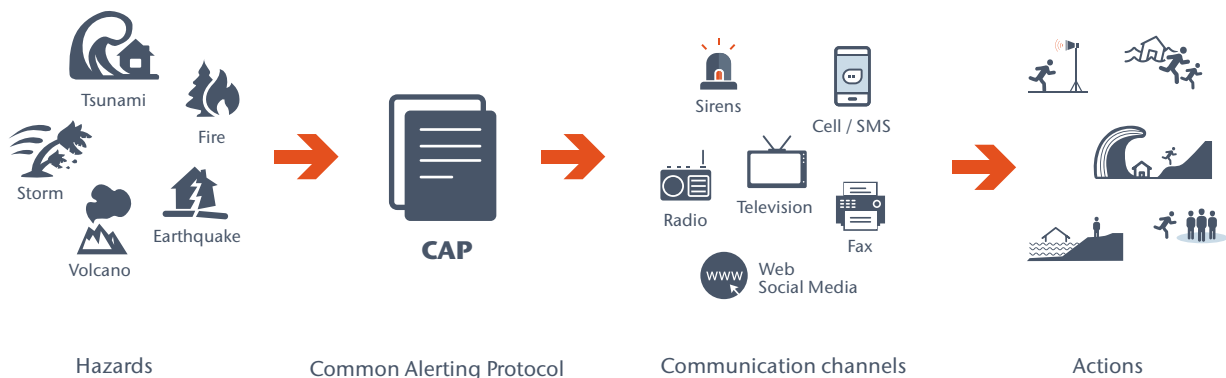 Tsunami
Fire
Storm
Earthquake
Volcano
CAP
Sirens
Cell / SMS
Radio
Television
Fax
www
Web
Social Media
Hazards
Common Alerting Protocol
Communication channels
Actions